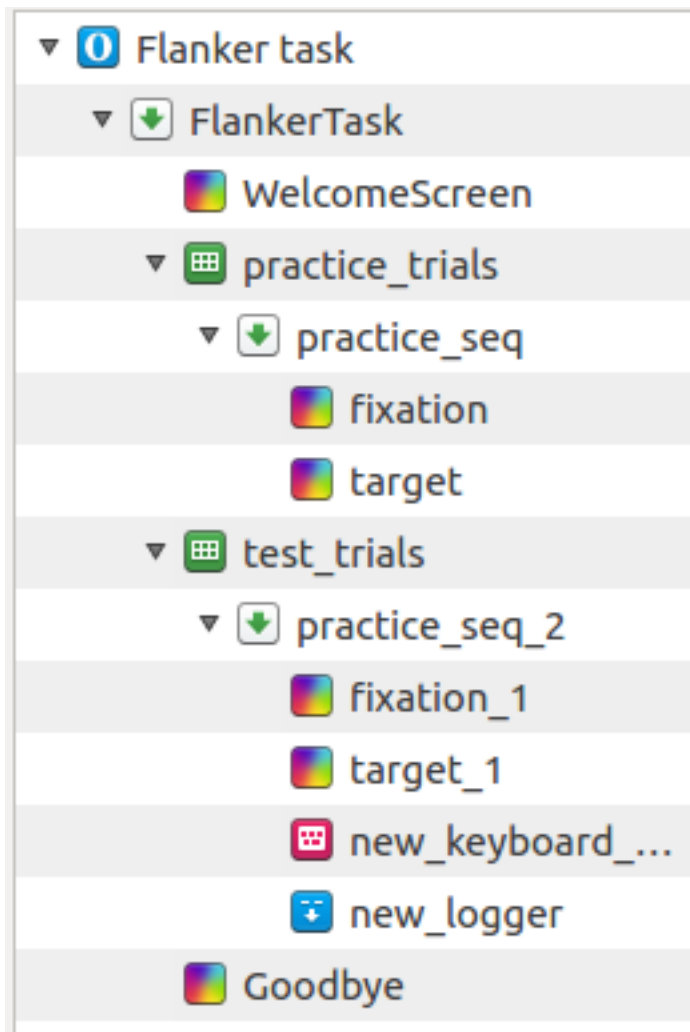 Flanker task
FlankerTask
WelcomeScreen
practice_trials
practice_seq
fixation
target
test_trials
practice_seq_2
fixation_1
target_1
new_keyboard_...
new_logger
Goodbye